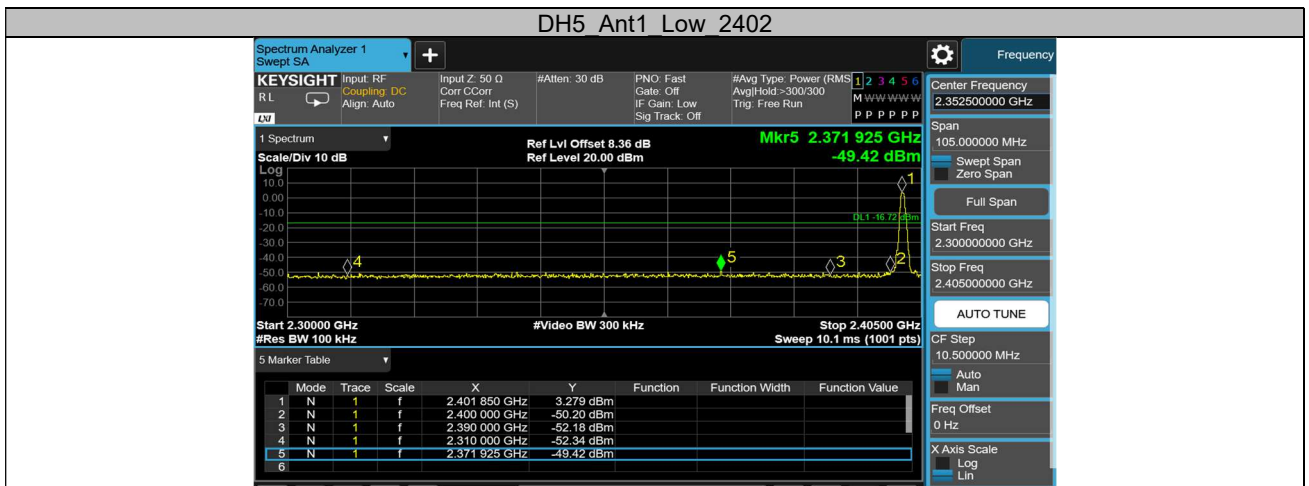 DH5_Ant1_Low_2402
Spectrum Analyzer 1
Swept SA
+
Frequency
KEYSIGHT
RL
LXI
Input: RF
Coupling: DC
Align: Auto
Input Z: 50 Ω
Corr CCorr
Freq Ref: Int (S)
#Atten: 30 dB
PNO: Fast
Gate: Off
IF Gain: Low
Sig Track: Off
#Avg Type: Power (RMS
Avg|Hold:>300/300
Trig: Free Run
1 2 3 4 5 6
M W W W W W
P P P P P P
1 Spectrum
Scale/Div 10 dB
Ref Lvl Offset 8.36 dB
Ref Level 20.00 dBm
Mkr5 2.371 925 GHz
-49.42 dBm
Log
10.0
0.00
-10.0
-20.0
-30.0
-40.0
-50.0
-60.0
-70.0
1
DL1 -16.72 dBm
4
5
3
2
Start 2.30000 GHz
#Video BW 300 kHz
Stop 2.40500 GHz
#Res BW 100 kHz
Sweep 10.1 ms (1001 pts)
5 Marker Table
Mode Trace Scale X Y Function Function Width Function Value
1 N 1 f 2.401 850 GHz 3.279 dBm
2 N 1 f 2.400 000 GHz -50.20 dBm
3 N 1 f 2.390 000 GHz -52.18 dBm
4 N 1 f 2.310 000 GHz -52.34 dBm
5 N 1 f 2.371 925 GHz -49.42 dBm
6
Center Frequency
2.352500000 GHz
Span
105.000000 MHz
Swept Span
Zero Span
Full Span
Start Freq
2.300000000 GHz
Stop Freq
2.405000000 GHz
AUTO TUNE
CF Step
10.500000 MHz
Auto
Man
Freq Offset
0 Hz
X Axis Scale
Log
Lin